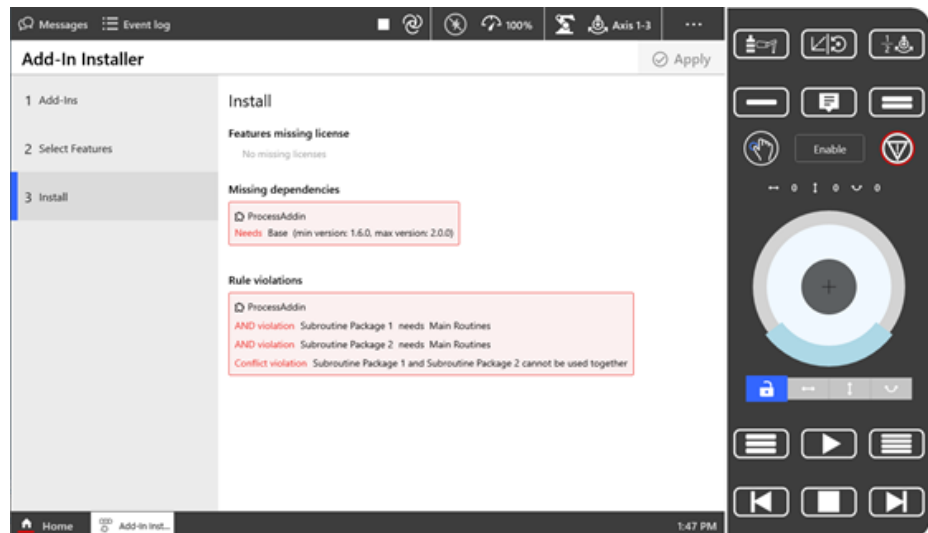 Messages Event log 100% Axis 1-3 ...
Add-In Installer Apply
1 Add-Ins
2 Select Features
3 Install
Install
Features missing license
No missing licenses
Missing dependencies
ProcessAddin
Needs Base (min version: 1.6.0, max version: 2.0.0)
Rule violations
ProcessAddin
AND violation Subroutine Package 1 needs Main Routines
AND violation Subroutine Package 2 needs Main Routines
Conflict violation Subroutine Package 1 and Subroutine Package 2 cannot be used together
Home Add-In Inst... 1:47 PM
Enable
0 0 0